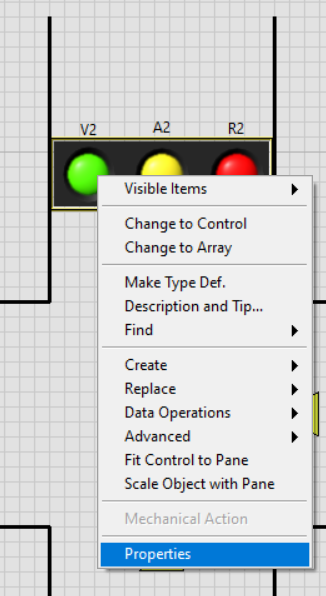 V2 A2 R2
Visible Items
Change to Control
Change to Array
Make Type Def.
Description and Tip...
Find
Create
Replace
Data Operations
Advanced
Fit Control to Pane
Scale Object with Pane
Mechanical Action
Properties